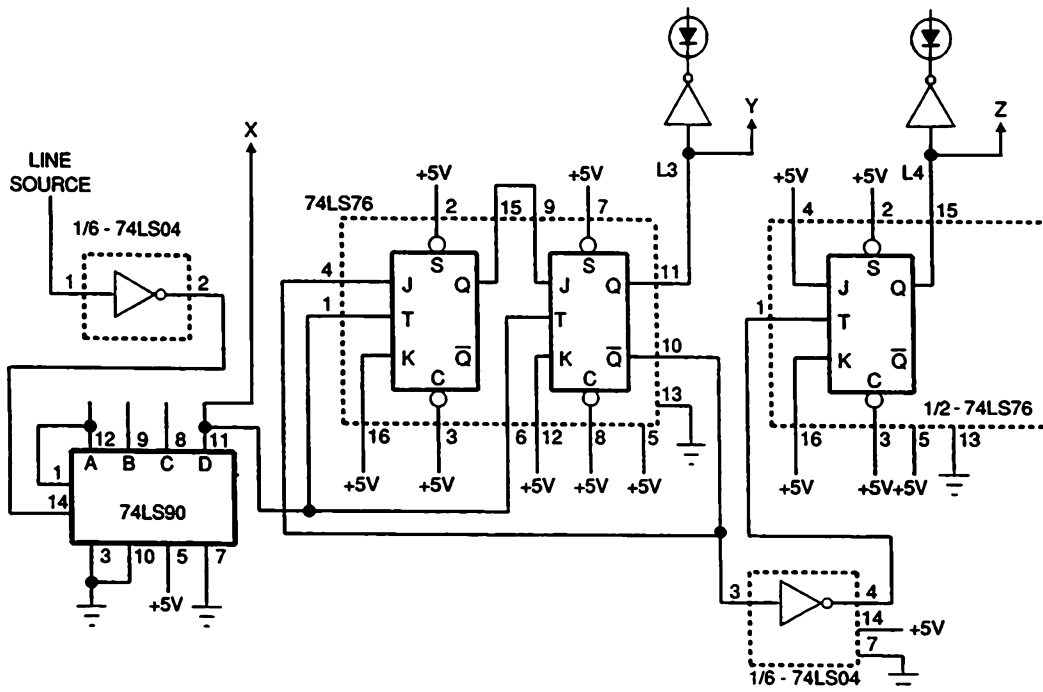 X
Y
Z
LINE
SOURCE
1/6 - 74LS04
1
2
L3
L4
74LS76
+5V
2
15
9
+5V
7
+5V
4
+5V
2
15
4
1
J
S
Q
T
K
Q̅
C
J
S
Q
T
K
Q̅
C
11
10
13
1
J
S
Q
T
K
Q̅
C
1/2 - 74LS76
16
3
6
12
8
5
+5V
+5V
+5V
+5V
+5V
16
3
5
13
+5V
+5V
+5V
12
9
8
11
A
B
C
D
1
14
74LS90
3
10
5
7
+5V
3
4
14
+5V
7
1/6 - 74LS04